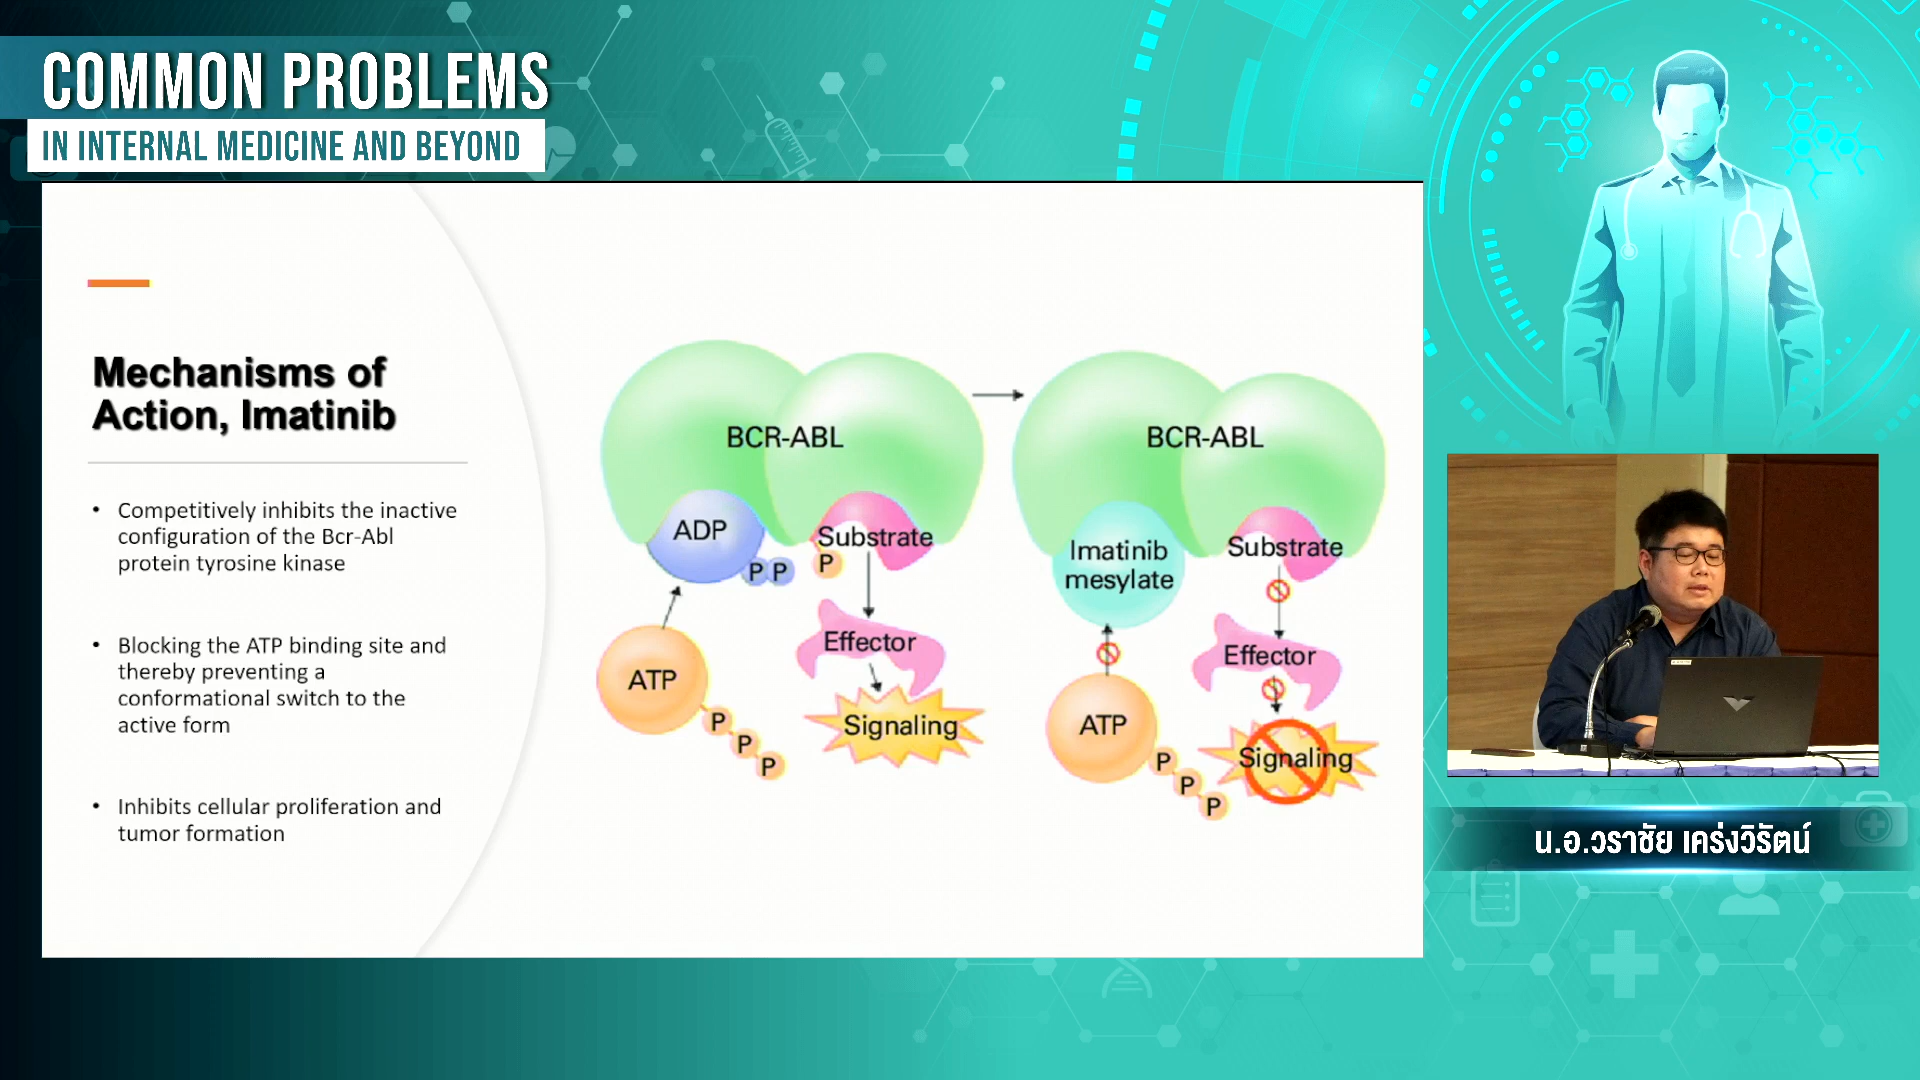 COMMON PROBLEMS
IN INTERNAL MEDICINE AND BEYOND
Mechanisms of
Action, Imatinib
• Competitively inhibits the inactive
configuration of the Bcr-Abl
protein tyrosine kinase
• Blocking the ATP binding site and
thereby preventing a
conformational switch to the
active form
• Inhibits cellular proliferation and
tumor formation
BCR-ABL
ADP
P P
Substrate
P
Effector
ATP
P
P
P
Signaling
BCR-ABL
Imatinib
mesylate
Substrate
Effector
ATP
P
P
P
Signaling
น.อ.วราชัย เคร่งวิรัตน์